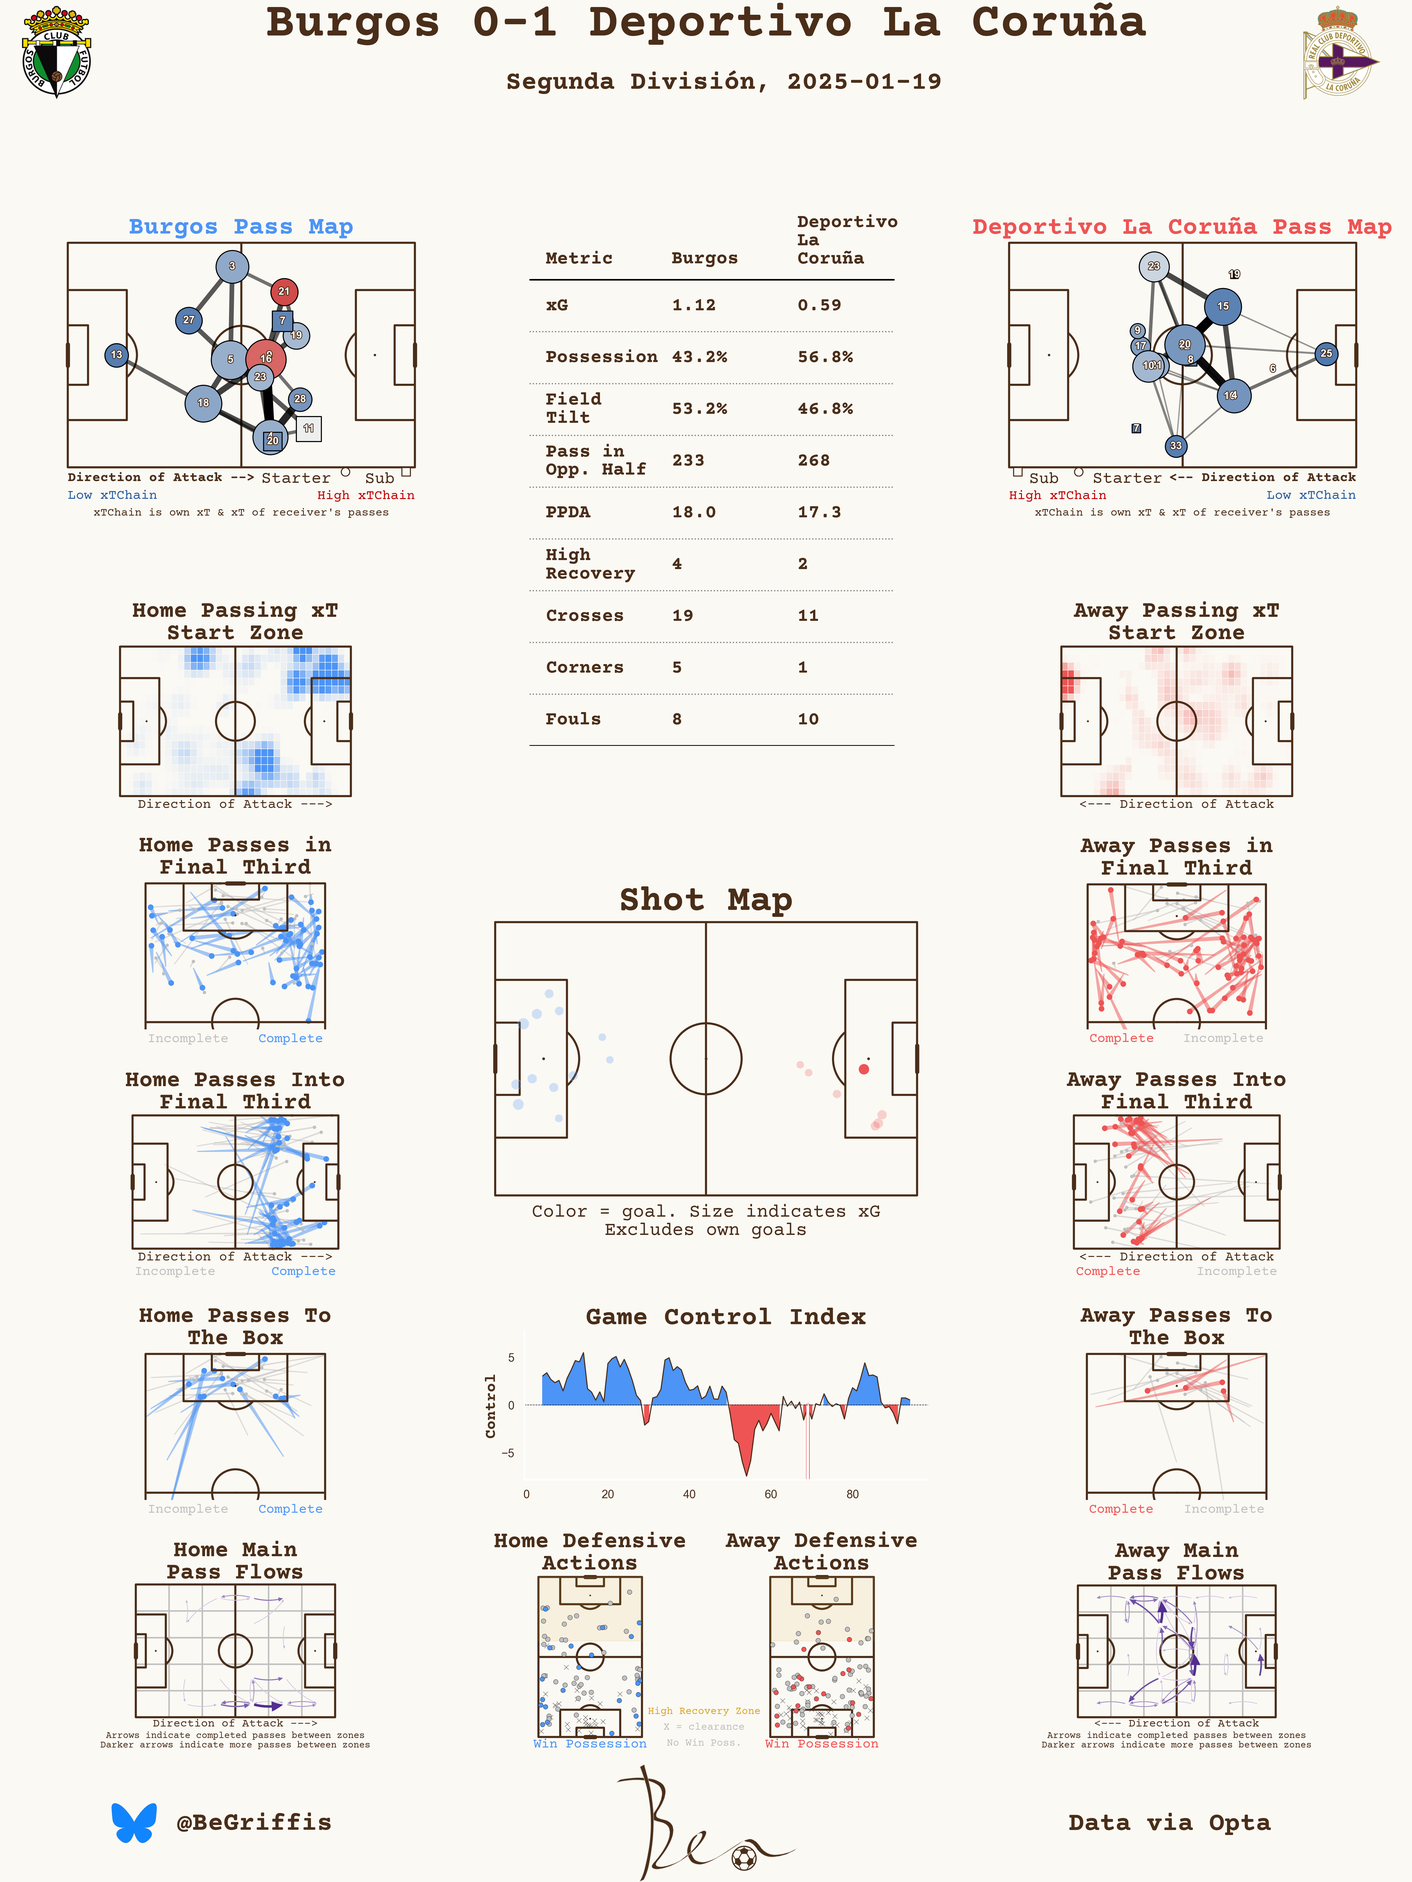 Burgos 0-1 Deportivo La Coruña
Segunda División, 2025-01-19
CLUB
BURGOS
FUTBOL
REAL CLUB DEPORTIVO
LA CORUÑA
Burgos Pass Map
3
21
27
7
19
13
5
16
23
18
28
11
20
Direction of Attack --> Starter Sub
Low xTChain High xTChain
xTChain is own xT & xT of receiver's passes
Metric Burgos Deportivo
La
Coruña
xG 1.12 0.59
Possession 43.2% 56.8%
Field
Tilt 53.2% 46.8%
Pass in
Opp. Half 233 268
PPDA 18.0 17.3
High
Recovery 4 2
Crosses 19 11
Corners 5 1
Fouls 8 10
Deportivo La Coruña Pass Map
23
19
15
9
17
20
8
25
10
6
7
33
Sub Starter <-- Direction of Attack
High xTChain Low xTChain
xTChain is own xT & xT of receiver's passes
Home Passing xT
Start Zone
Direction of Attack --->
Away Passing xT
Start Zone
<--- Direction of Attack
Home Passes in
Final Third
Incomplete Complete
Away Passes in
Final Third
Complete Incomplete
Shot Map
Color = goal. Size indicates xG
Excludes own goals
Home Passes Into
Final Third
Direction of Attack --->
Incomplete Complete
Away Passes Into
Final Third
<--- Direction of Attack
Complete Incomplete
Home Passes To
The Box
Incomplete Complete
Game Control Index
Control
5
0
−5
0 20 40 60 80
Away Passes To
The Box
Complete Incomplete
Home Main
Pass Flows
Direction of Attack --->
Arrows indicate completed passes between zones
Darker arrows indicate more passes between zones
Home Defensive
Actions
Win Possession
High Recovery Zone
X = clearance
No Win Poss.
Away Defensive
Actions
Win Possession
Away Main
Pass Flows
<--- Direction of Attack
Arrows indicate completed passes between zones
Darker arrows indicate more passes between zones
@BeGriffis
Ben
Data via Opta